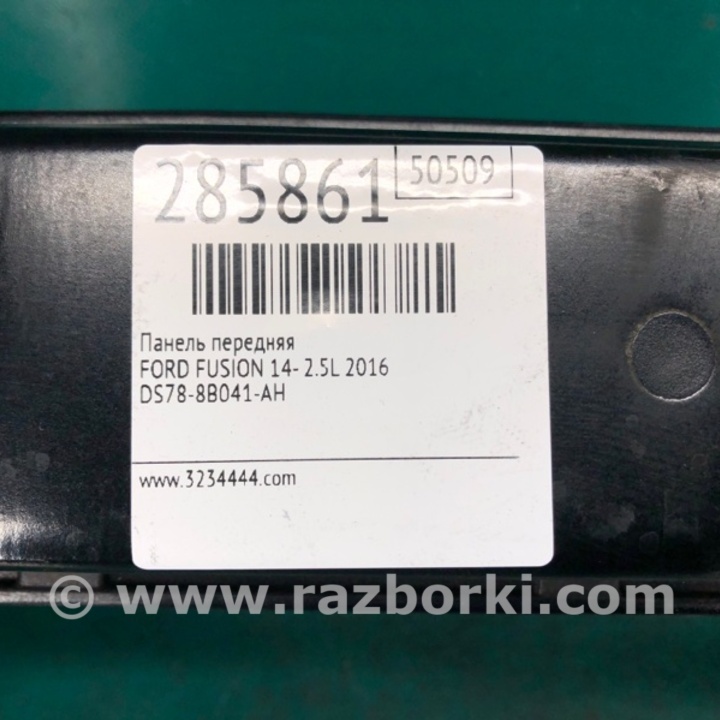 285861
50509
Панель передняя
FORD FUSION 14- 2.5L 2016
DS78-8B041-AH
www.3234444.com
© www.razborki.com